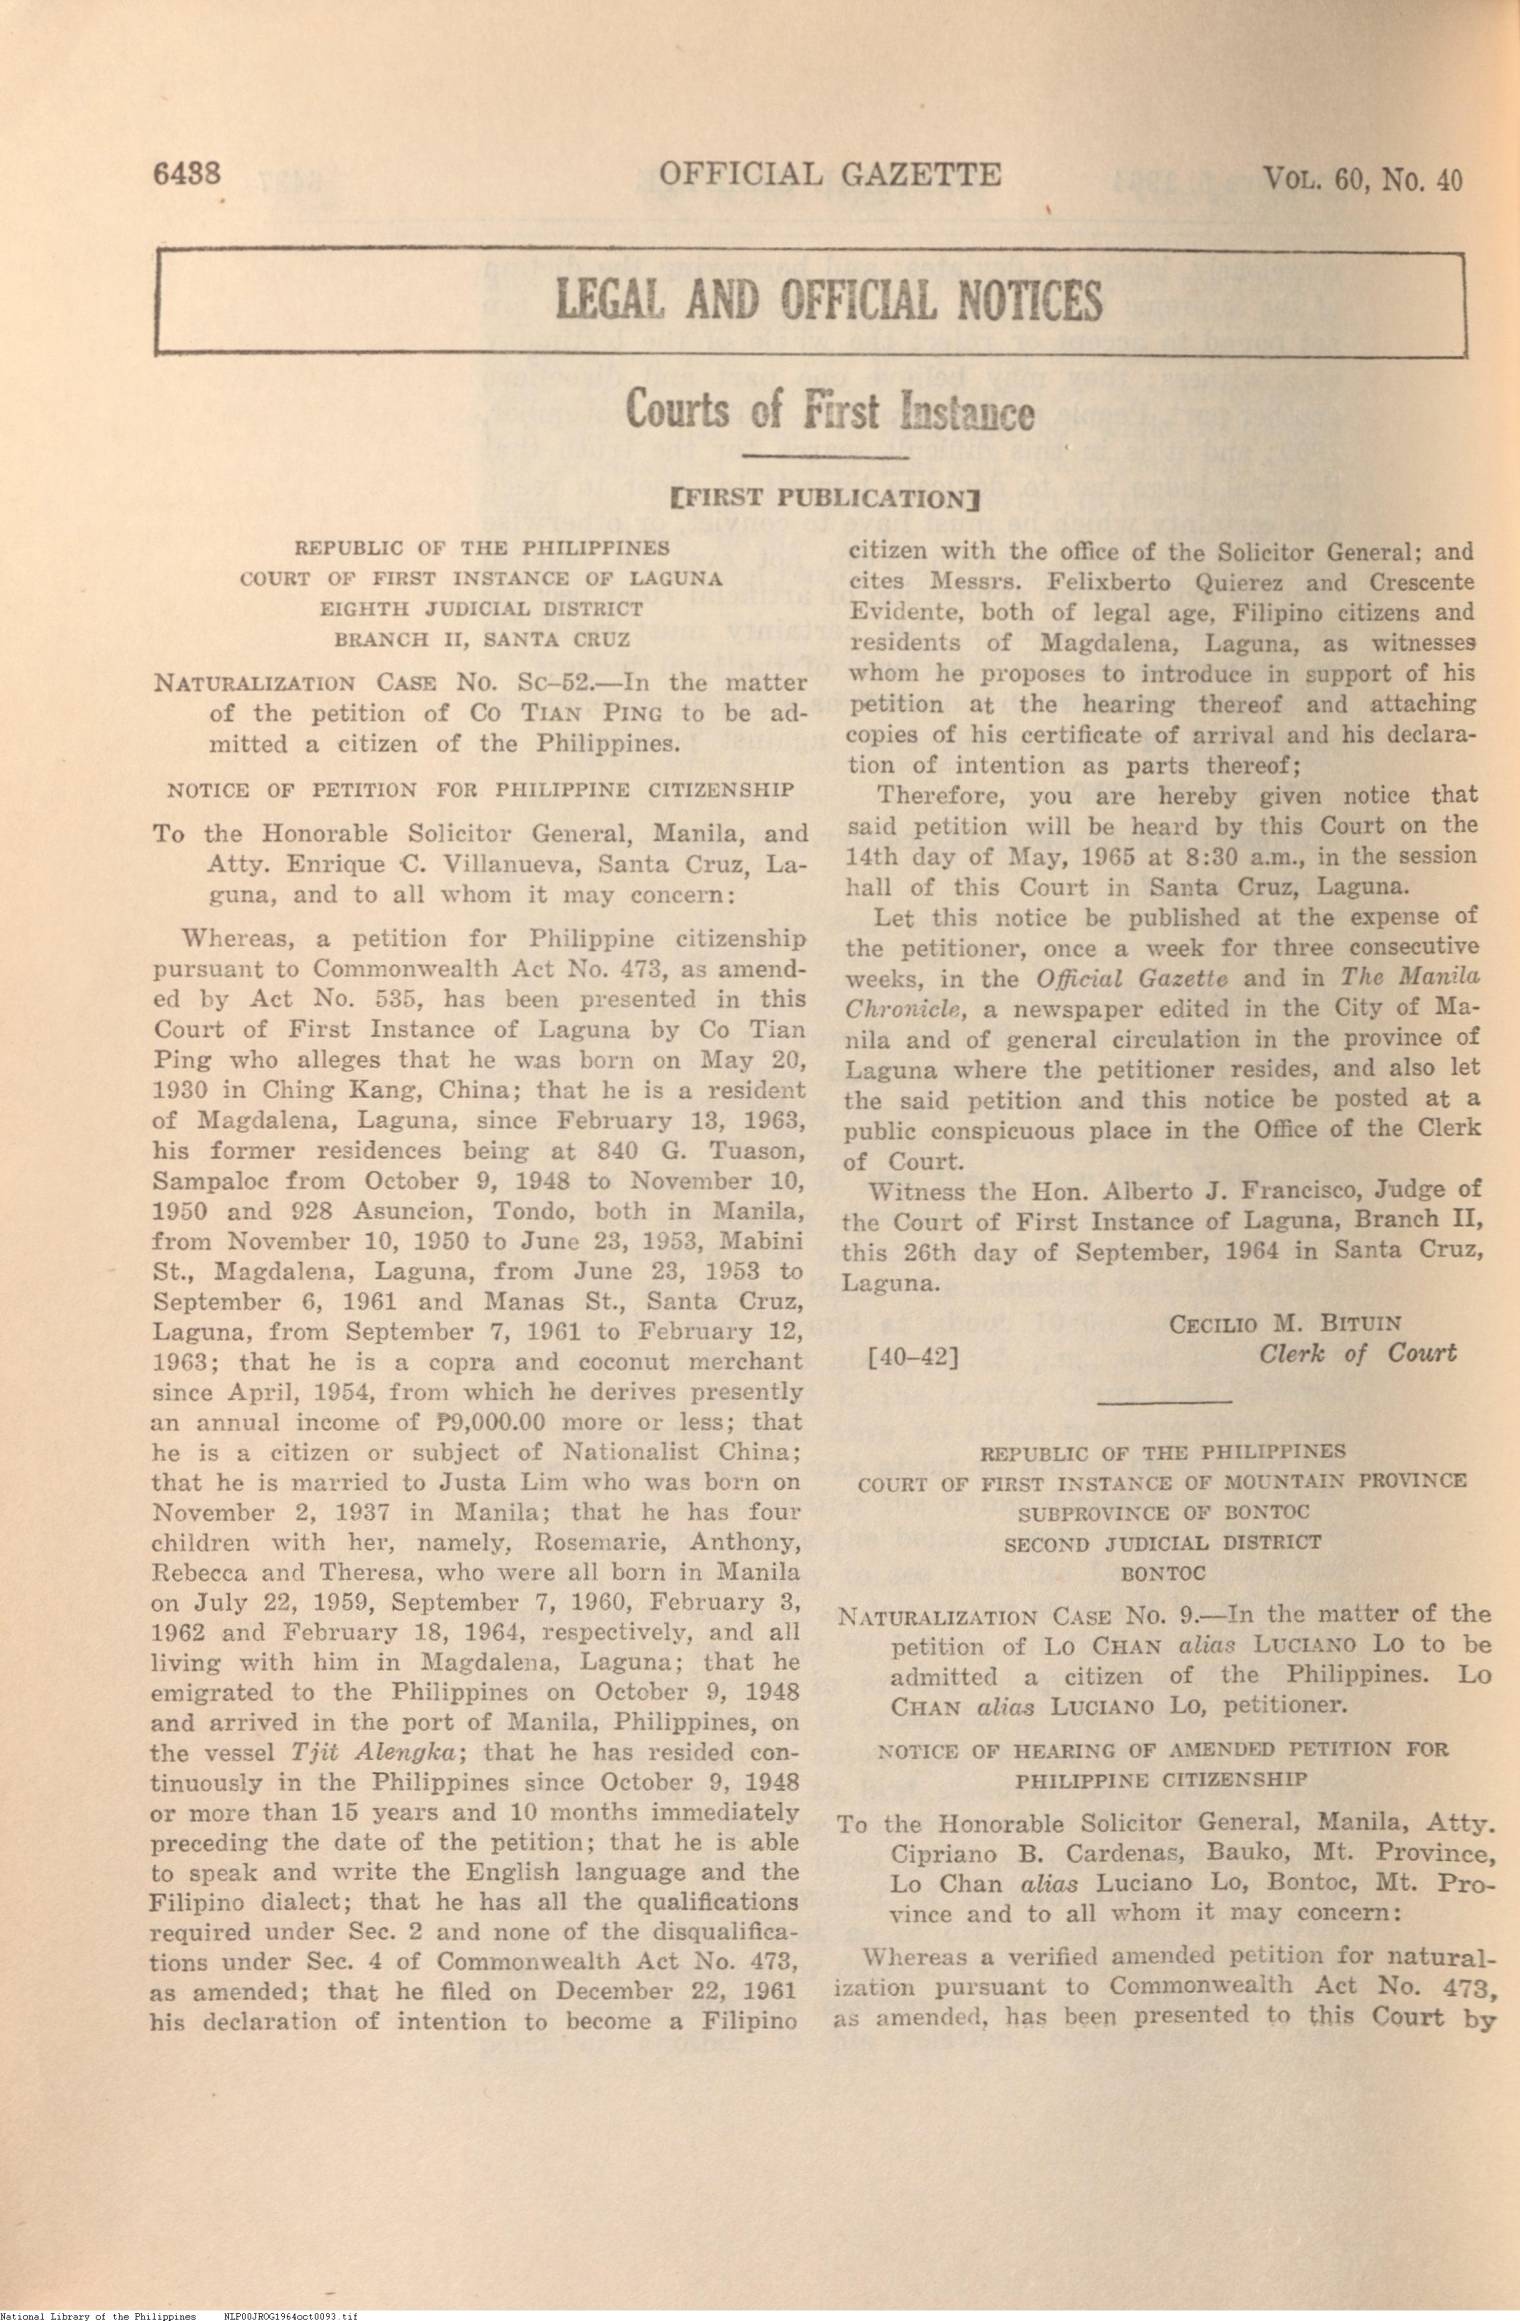 6438
OFFICIAL GAZETTE
VOL. 60, No. 40
LEGAL AND OFFICIAL NOTICES
Courts of First Instance
[FIRST PUBLICATION]
REPUBLIC OF THE PHILIPPINES
COURT OF FIRST INSTANCE OF LAGUNA
EIGHTH JUDICIAL DISTRICT
BRANCH II, SANTA CRUZ
NATURALIZATION CASE NO. SC–52.—In the matter
of the petition of CO TIAN PING to be ad-
mitted a citizen of the Philippines.
NOTICE OF PETITION FOR PHILIPPINE CITIZENSHIP
To the Honorable Solicitor General, Manila, and
Atty. Enrique C. Villanueva, Santa Cruz, La-
guna, and to all whom it may concern:
Whereas, a petition for Philippine citizenship
pursuant to Commonwealth Act No. 473, as amend-
ed by Act No. 535, has been presented in this
Court of First Instance of Laguna by Co Tian
Ping who alleges that he was born on May 20,
1930 in Ching Kang, China; that he is a resident
of Magdalena, Laguna, since February 13, 1963,
his former residences being at 840 G. Tuason,
Sampaloc from October 9, 1948 to November 10,
1950 and 928 Asuncion, Tondo, both in Manila,
from November 10, 1950 to June 23, 1953, Mabini
St., Magdalena, Laguna, from June 23, 1953 to
September 6, 1961 and Manas St., Santa Cruz,
Laguna, from September 7, 1961 to February 12,
1963; that he is a copra and coconut merchant
since April, 1954, from which he derives presently
an annual income of ₱9,000.00 more or less; that
he is a citizen or subject of Nationalist China;
that he is married to Justa Lim who was born on
November 2, 1937 in Manila; that he has four
children with her, namely, Rosemarie, Anthony,
Rebecca and Theresa, who were all born in Manila
on July 22, 1959, September 7, 1960, February 3,
1962 and February 18, 1964, respectively, and all
living with him in Magdalena, Laguna; that he
emigrated to the Philippines on October 9, 1948
and arrived in the port of Manila, Philippines, on
the vessel Tjit Alengka; that he has resided con-
tinuously in the Philippines since October 9, 1948
or more than 15 years and 10 months immediately
preceding the date of the petition; that he is able
to speak and write the English language and the
Filipino dialect; that he has all the qualifications
required under Sec. 2 and none of the disqualifica-
tions under Sec. 4 of Commonwealth Act No. 473,
as amended; that he filed on December 22, 1961
his declaration of intention to become a Filipino
citizen with the office of the Solicitor General; and
cites Messrs. Felixberto Quierez and Crescente
Evidente, both of legal age, Filipino citizens and
residents of Magdalena, Laguna, as witnesses
whom he proposes to introduce in support of his
petition at the hearing thereof and attaching
copies of his certificate of arrival and his declara-
tion of intention as parts thereof;
Therefore, you are hereby given notice that
said petition will be heard by this Court on the
14th day of May, 1965 at 8:30 a.m., in the session
hall of this Court in Santa Cruz, Laguna.
Let this notice be published at the expense of
the petitioner, once a week for three consecutive
weeks, in the Official Gazette and in The Manila
Chronicle, a newspaper edited in the City of Ma-
nila and of general circulation in the province of
Laguna where the petitioner resides, and also let
the said petition and this notice be posted at a
public conspicuous place in the Office of the Clerk
of Court.
Witness the Hon. Alberto J. Francisco, Judge of
the Court of First Instance of Laguna, Branch II,
this 26th day of September, 1964 in Santa Cruz,
Laguna.
CECILIO M. BITUIN
[40–42] Clerk of Court
REPUBLIC OF THE PHILIPPINES
COURT OF FIRST INSTANCE OF MOUNTAIN PROVINCE
SUBPROVINCE OF BONTOC
SECOND JUDICIAL DISTRICT
BONTOC
NATURALIZATION CASE NO. 9.—In the matter of the
petition of LO CHAN alias LUCIANO LO to be
admitted a citizen of the Philippines. LO
CHAN alias LUCIANO LO, petitioner.
NOTICE OF HEARING OF AMENDED PETITION FOR
PHILIPPINE CITIZENSHIP
To the Honorable Solicitor General, Manila, Atty.
Cipriano B. Cardenas, Bauko, Mt. Province,
Lo Chan alias Luciano Lo, Bontoc, Mt. Pro-
vince and to all whom it may concern:
Whereas a verified amended petition for natural-
ization pursuant to Commonwealth Act No. 473,
as amended, has been presented to this Court by
National Library of the Philippines NLP00JROG1964oct0093.tif